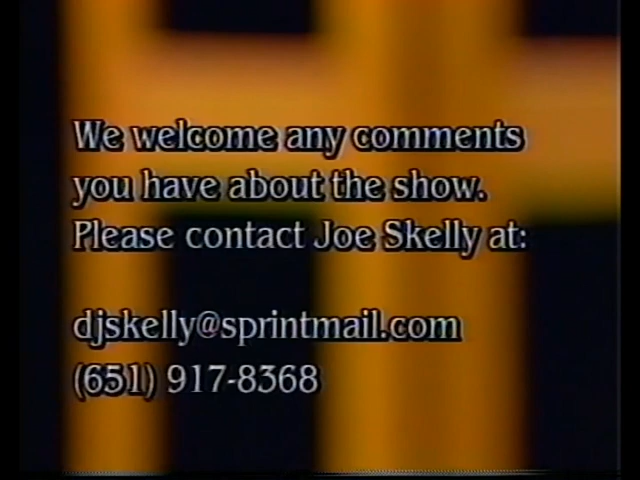 We welcome any comments
you have about the show.
Please contact Joe Skelly at:
djskelly@sprintmail.com
(651) 917-8368